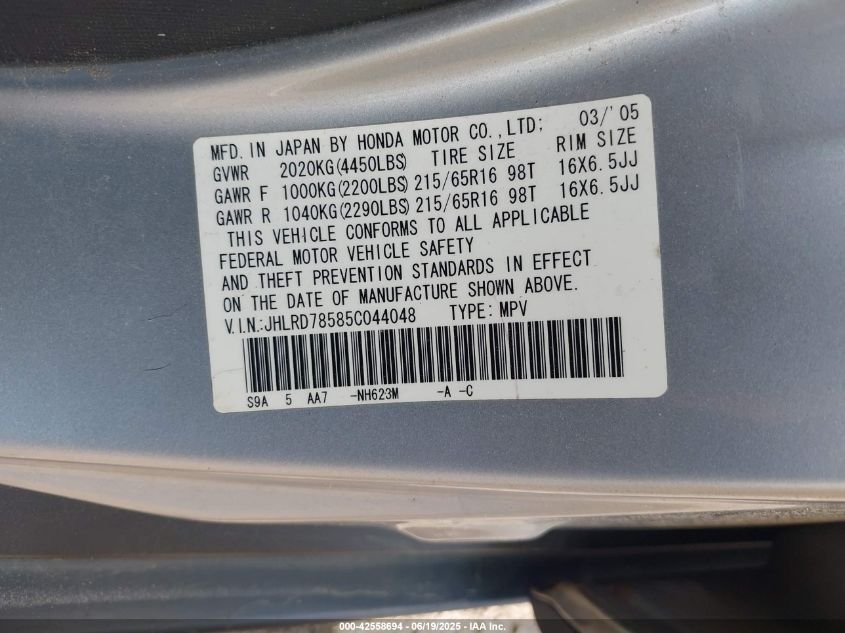 MFD. IN JAPAN BY HONDA MOTOR CO.,LTD; 03/'05
GVWR 2020KG(4450LBS) TIRE SIZE RIM SIZE
GAWR F 1000KG(2200LBS) 215/65R16 98T 16X6.5JJ
GAWR R 1040KG(2290LBS) 215/65R16 98T 16X6.5JJ
THIS VEHICLE CONFORMS TO ALL APPLICABLE
FEDERAL MOTOR VEHICLE SAFETY
AND THEFT PREVENTION STANDARDS IN EFFECT
ON THE DATE OF MANUFACTURE SHOWN ABOVE.
V.I.N.:JHLRD78585C044048 TYPE: MPV
S9A 5 AA7 -NH623M -A -C
000-42558694 - 06/19/2025 - IAA Inc.